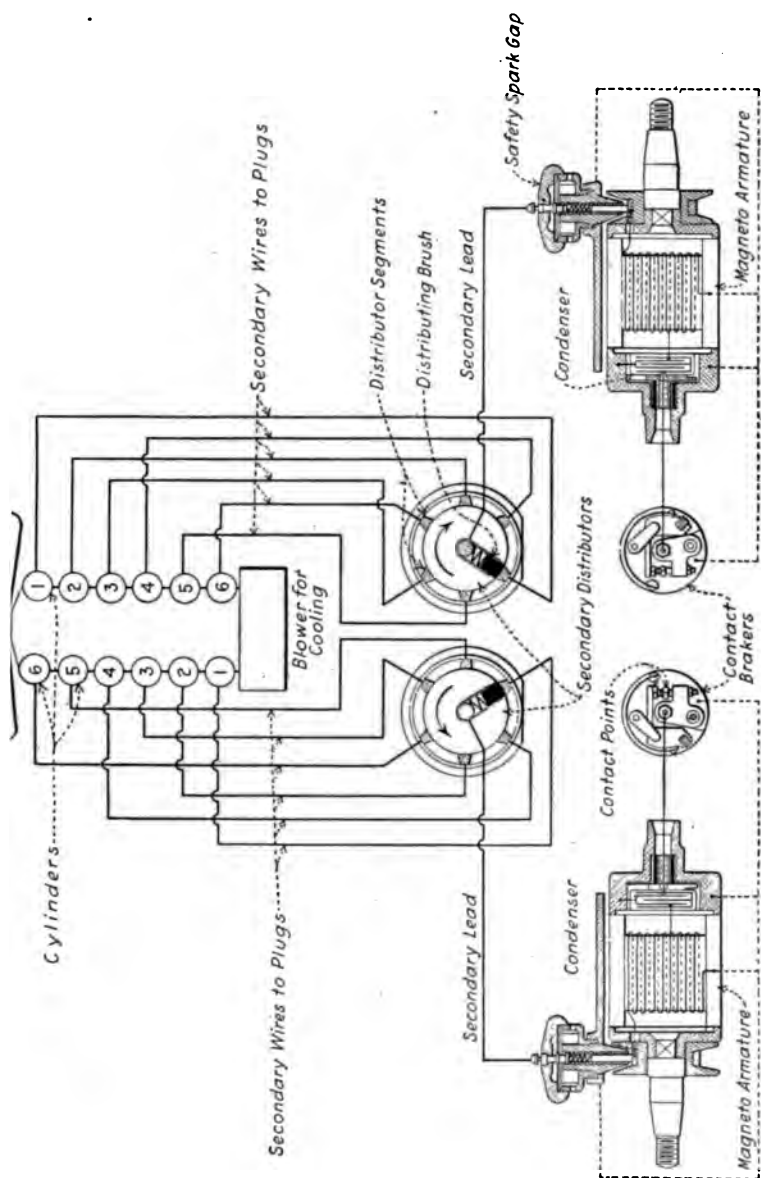 Cylinders
6
5
4
3
2
1
1
2
3
4
5
6
Blower for
Cooling
Secondary Wires to Plugs
Secondary Wires to Plugs
Distributor Segments
Distributing Brush
Secondary Distributors
Secondary Lead
Secondary Lead
Safety Spark Gap
Condenser
Condenser
Contact Points
Contact
Brakers
Magneto Armature
Magneto Armature